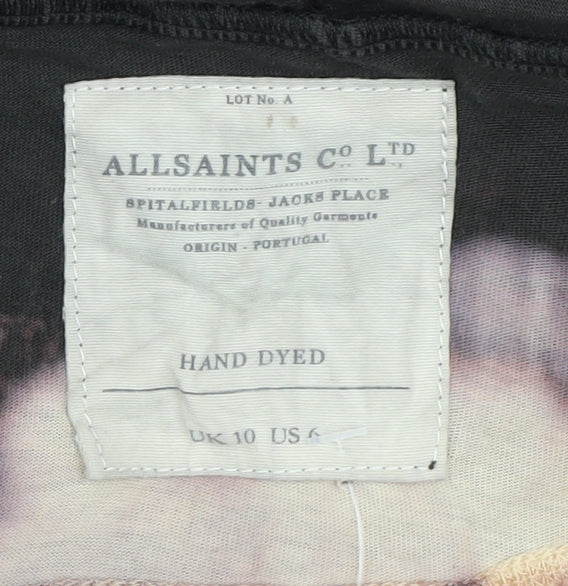 LOT No. A
ALLSAINTS Co. LTD.,
SPITALFIELDS - JACKS PLACE
Manufacturers of Quality Garments
ORIGIN - PORTUGAL
HAND DYED
UK 10 US 6